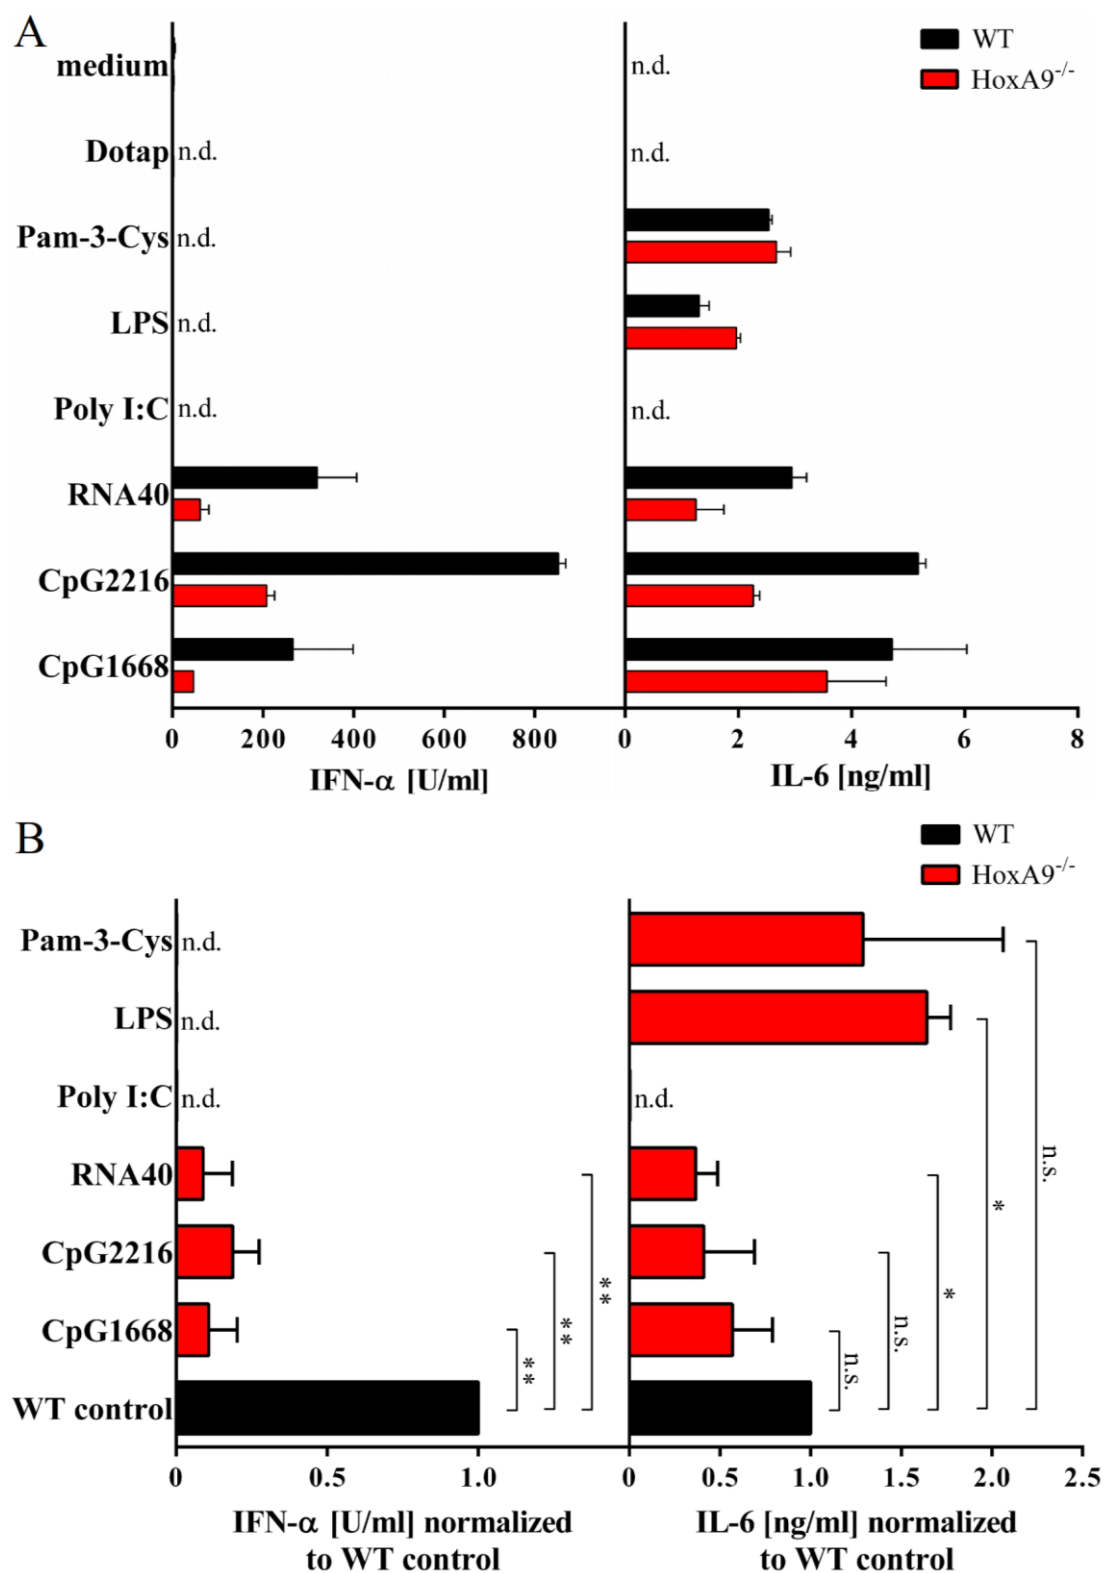 A
WT
HoxA9-/-
medium
n.d.
Dotap n.d. n.d.
Pam-3-Cys n.d.
LPS n.d.
Poly I:C n.d. n.d.
RNA40
CpG2216
CpG1668
0 200 400 600 800 0 2 4 6 8
IFN-α [U/ml] IL-6 [ng/ml]
B
WT
HoxA9-/-
Pam-3-Cys n.d.
LPS n.d.
Poly I:C n.d. n.d.
RNA40
CpG2216
CpG1668
WT control
**
**
**
n.s.
n.s.
*
*
n.s.
0 0.5 1.0 0 0.5 1.0 1.5 2.0 2.5
IFN-α [U/ml] normalized
to WT control
IL-6 [ng/ml] normalized
to WT control